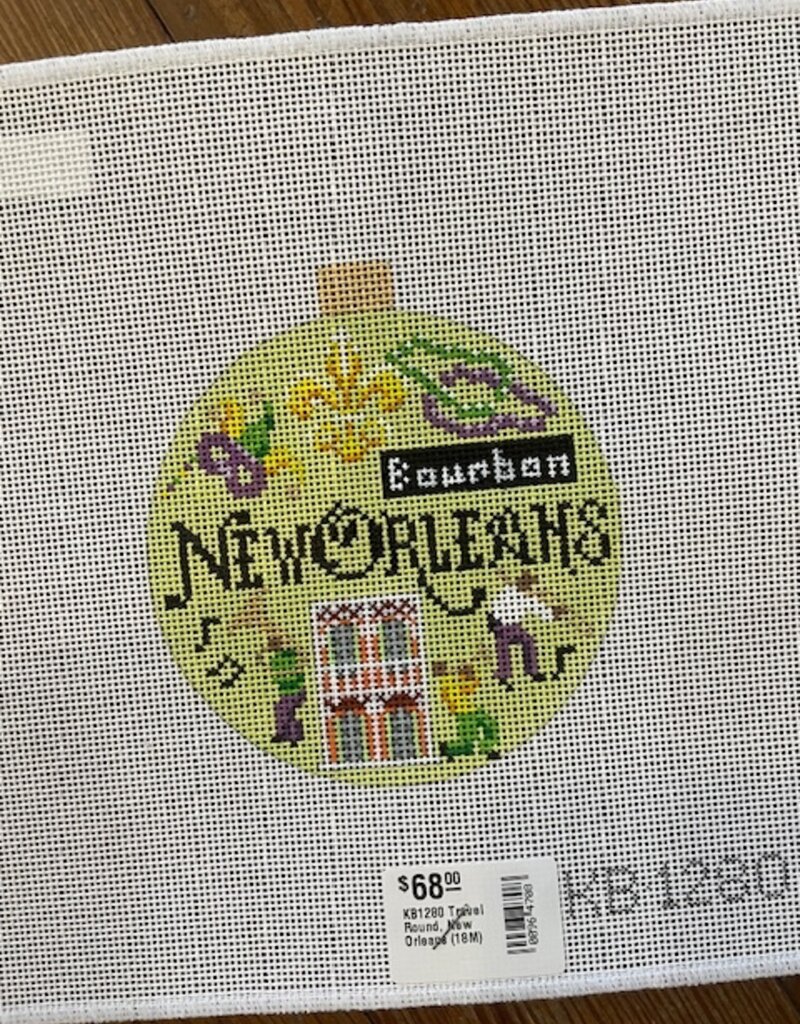 Bourbon
NEW ORLEANS
$68.00
KB1280 Travel
Round, New
Orleans (18M)
KB-1280